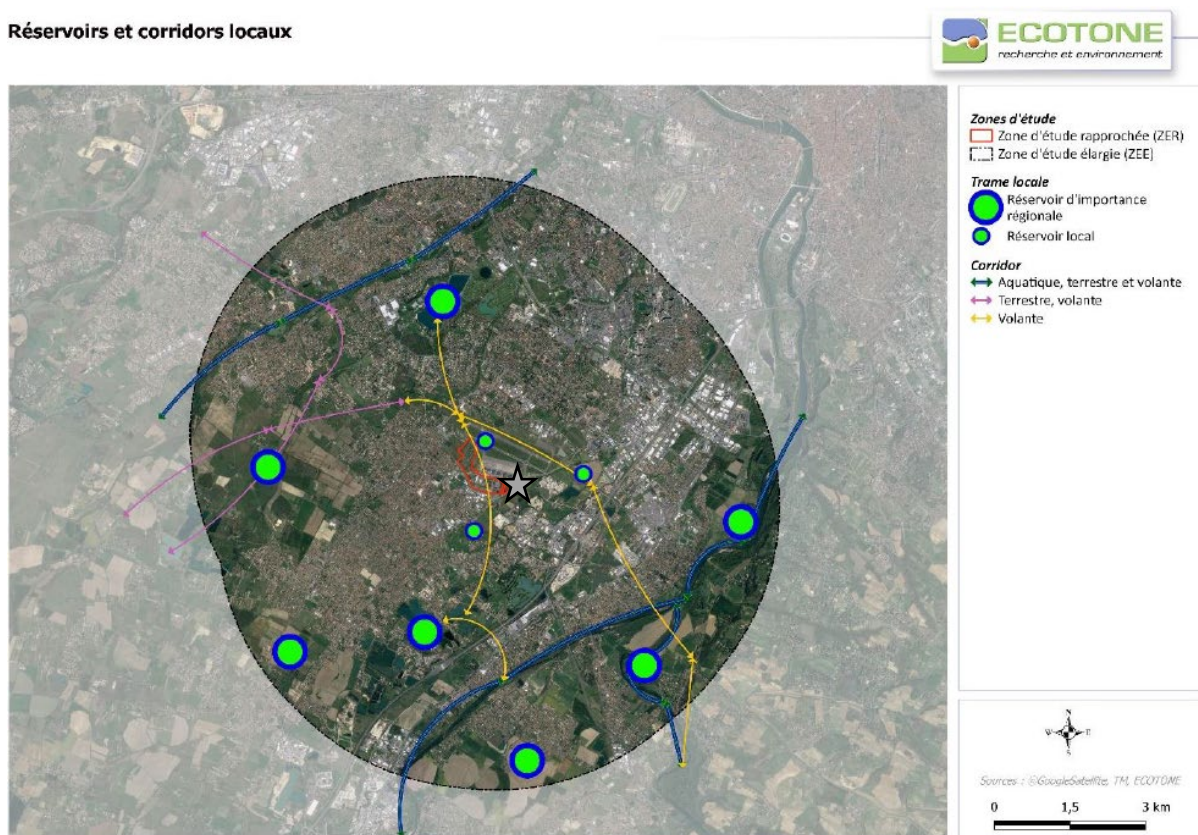 Réservoirs et corridors locaux
ECOTONE
recherche et environnement
Zones d'étude
Zone d'étude rapprochée (ZER)
Zone d'étude élargie (ZEE)
Trame locale
Réservoir d'importance
régionale
Réservoir local
Corridor
Aquatique, terrestre et volante
Terrestre, volante
Volante
N
S
Sources : @GoogleSatellite, TM, ECOTONE
0 1,5 3 km